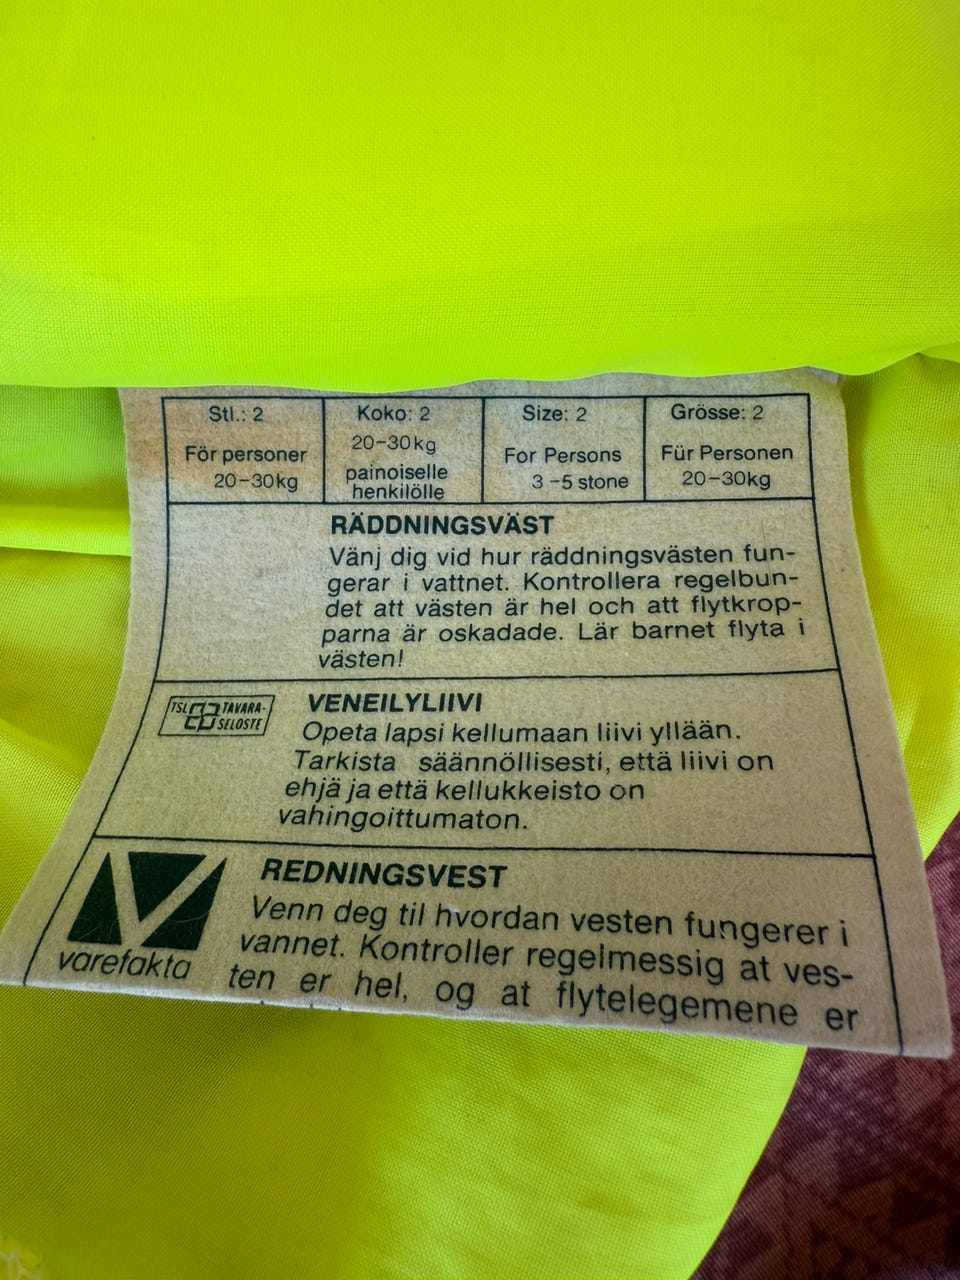 Stl.: 2
För personer
20-30kg
Koko: 2
20-30kg
painoiselle
henkilölle
Size: 2
For Persons
3-5 stone
Grösse: 2
Für Personen
20-30kg
RÄDDNINGSVÄST
Vänj dig vid hur räddningsvästen fun-
gerar i vattnet. Kontrollera regelbun-
det att västen är hel och att flytkrop-
parna är oskadade. Lär barnet flyta i
västen!
TSL TAVARA-
SELOSTE
VENEILYLIIVI
Opeta lapsi kellumaan liivi yllään.
Tarkista säännöllisesti, että liivi on
ehjä ja että kellukkeisto on
vahingoittumaton.
varefakta
REDNINGSVEST
Venn deg til hvordan vesten fungerer i
vannet. Kontroller regelmessig at ves-
ten er hel, og at flytelegemene er